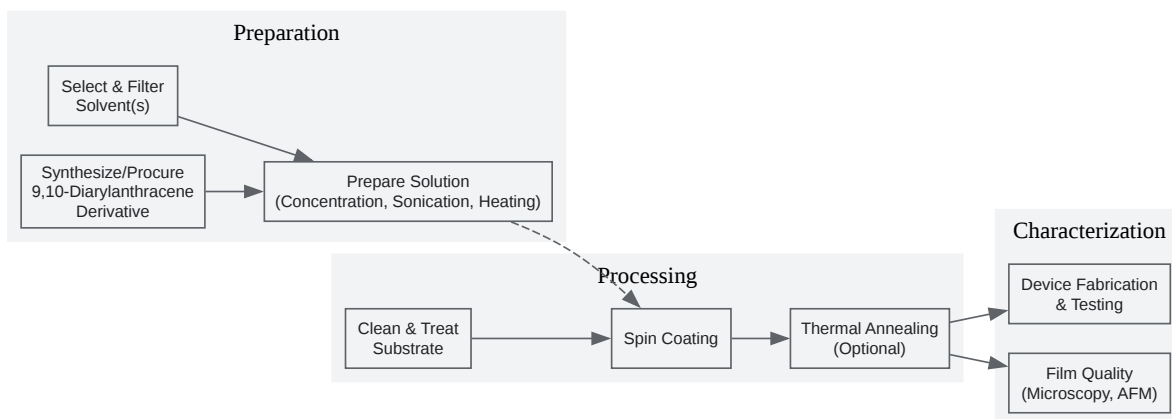 Preparation
Select & Filter
Solvent(s)
Synthesize/Procure
9,10-Diarylanthracene
Derivative
Prepare Solution
(Concentration, Sonication, Heating)
Processing
Clean & Treat
Substrate
Spin Coating
Thermal Annealing
(Optional)
Characterization
Device Fabrication
& Testing
Film Quality
(Microscopy, AFM)